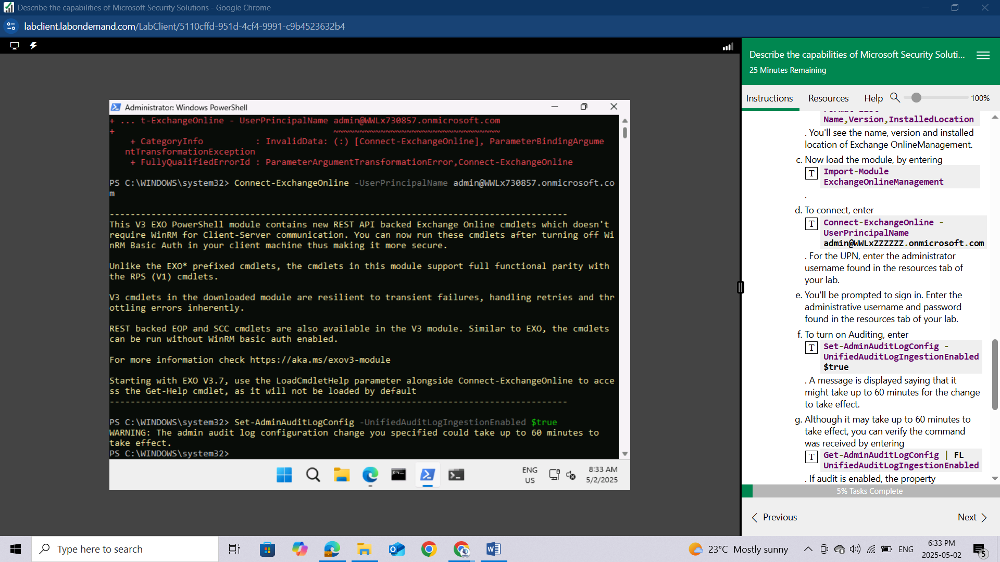 Describe the capabilities of Microsoft Security Solutions - Google Chrome
labclient.labondemand.com/LabClient/5110cffd-951d-4cf4-9991-c9b4523632b4
Administrator: Windows PowerShell
+ ... t-ExchangeOnline - UserPrincipalName admin@WWLx730857.onmicrosoft.com
+ ~~~~~~~~~~~~~~~~~~~~~~~~~~~~~~~~
+ CategoryInfo : InvalidData: (:) [Connect-ExchangeOnline], ParameterBindingArgume
ntTransformationException
+ FullyQualifiedErrorId : ParameterArgumentTransformationError,Connect-ExchangeOnline
PS C:\WINDOWS\system32> Connect-ExchangeOnline -UserPrincipalName admin@WWLx730857.onmicrosoft.co
m
----------------------------------------------------------------------------------------
This V3 EXO PowerShell module contains new REST API backed Exchange Online cmdlets which doesn't
require WinRM for Client-Server communication. You can now run these cmdlets after turning off Wi
nRM Basic Auth in your client machine thus making it more secure.
Unlike the EXO* prefixed cmdlets, the cmdlets in this module support full functional parity with
the RPS (V1) cmdlets.
V3 cmdlets in the downloaded module are resilient to transient failures, handling retries and thr
ottling errors inherently.
REST backed EOP and SCC cmdlets are also available in the V3 module. Similar to EXO, the cmdlets
can be run without WinRM basic auth enabled.
For more information check https://aka.ms/exov3-module
Starting with EXO V3.7, use the LoadCmdletHelp parameter alongside Connect-ExchangeOnline to acce
ss the Get-Help cmdlet, as it will not be loaded by default
----------------------------------------------------------------------------------------
PS C:\WINDOWS\system32> Set-AdminAuditLogConfig -UnifiedAuditLogIngestionEnabled $true
WARNING: The admin audit log configuration change you specified could take up to 60 minutes to
take effect.
PS C:\WINDOWS\system32>
ENG
US
8:33 AM
5/2/2025
Describe the capabilities of Microsoft Security Soluti...
25 Minutes Remaining
Instructions Resources Help 100%
Name,Version,InstalledLocation
. You'll see the name, version and installed
location of Exchange OnlineManagement.
c. Now load the module, by entering
T Import-Module
ExchangeOnlineManagement
.
d. To connect, enter
T Connect-ExchangeOnline -
UserPrincipalName
admin@WWLxZZZZZZ.onmicrosoft.com
. For the UPN, enter the administrator
username found in the resources tab of
your lab.
e. You'll be prompted to sign in. Enter the
administrative username and password
found in the resources tab of your lab.
f. To turn on Auditing, enter
T Set-AdminAuditLogConfig -
UnifiedAuditLogIngestionEnabled
$true
. A message is displayed saying that it
might take up to 60 minutes for the change
to take effect.
g. Although it may take up to 60 minutes to
take effect, you can verify the command
was received by entering
T Get-AdminAuditLogConfig | FL
UnifiedAuditLogIngestionEnabled
. If audit is enabled, the property
5% Tasks Complete
Previous Next
Type here to search
23°C Mostly sunny
ENG
6:33 PM
2025-05-02
5